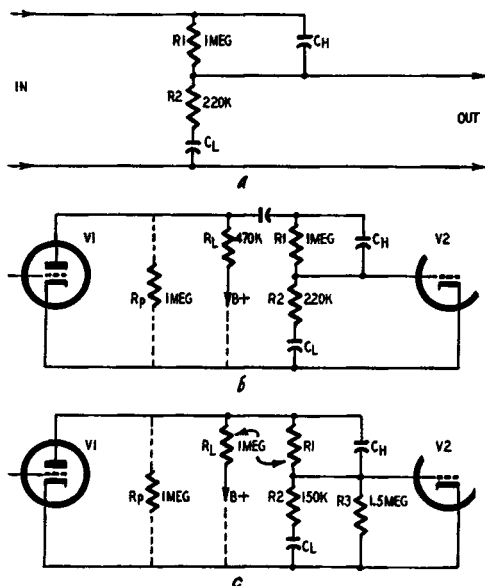 R1 1MEG CH
IN
R2 220K
OUT
CL
a
V1 RL 470K R1 1MEG CH V2
RP 1MEG B+ R2 220K
CL
б
V1 RL 1MEG R1 CH V2
RP 1MEG B+ R2 150K R3 1.5MEG
CL
c